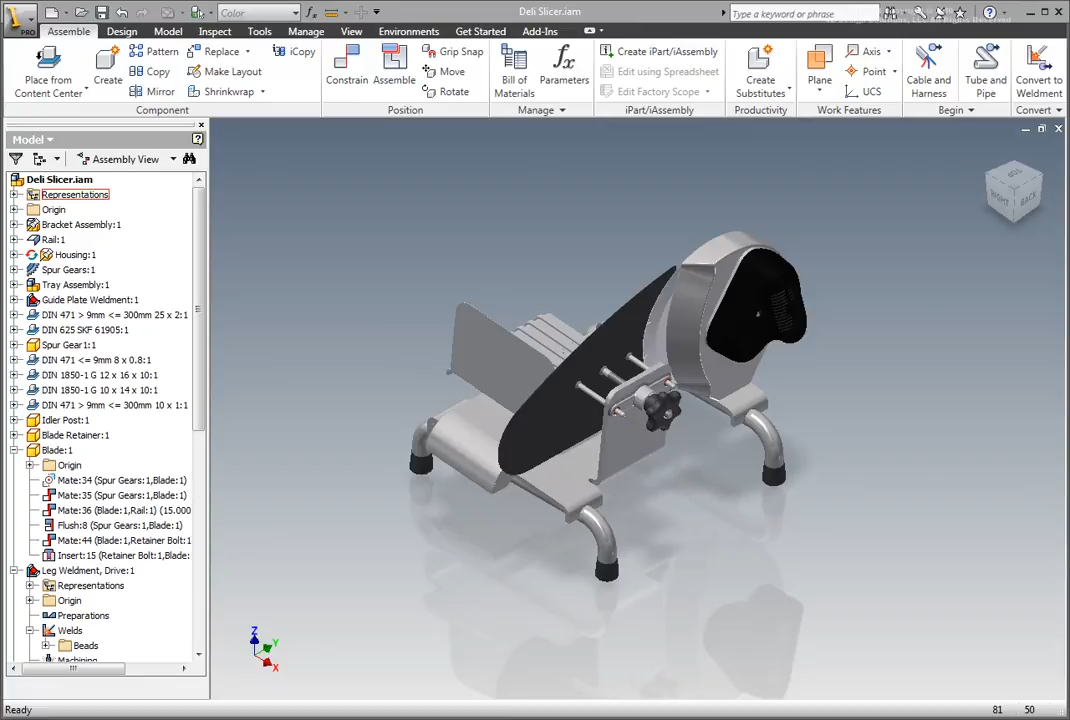 PRO
Color
Deli Slicer.iam
Type a keyword or phrase
Assemble Design Model Inspect Tools Manage View Environments Get Started Add-Ins
Place from
Content Center
Create
Pattern
Copy
Mirror
Replace
Make Layout
Shrinkwrap
iCopy
Component
Constrain
Assemble
Grip Snap
Move
Rotate
Position
Bill of
Materials
Parameters
Manage
Create iPart/iAssembly
Edit using Spreadsheet
Edit Factory Scope
iPart/iAssembly
Create
Substitutes
Productivity
Plane
Axis
Point
UCS
Work Features
Cable and
Harness
Tube and
Pipe
Begin
Convert to
Weldment
Convert
Model
Assembly View
Deli Slicer.iam
Representations
Origin
Bracket Assembly:1
Rail:1
Housing:1
Spur Gears:1
Tray Assembly:1
Guide Plate Weldment:1
DIN 471 > 9mm <= 300mm 25 x 2:1
DIN 625 SKF 61905:1
Spur Gear1:1
DIN 471 <= 9mm 8 x 0.8:1
DIN 1850-1 G 12 x 16 x 10:1
DIN 1850-1 G 10 x 14 x 10:1
DIN 471 > 9mm <= 300mm 10 x 1:1
Idler Post:1
Blade Retainer:1
Blade:1
Origin
Mate:34 (Spur Gears:1,Blade:1)
Mate:35 (Spur Gears:1,Blade:1)
Mate:36 (Blade:1,Rail:1) (15.000
Flush:8 (Spur Gears:1,Blade:1)
Mate:44 (Blade:1,Retainer Bolt:1
Insert:15 (Retainer Bolt:1,Blade:
Leg Weldment, Drive:1
Representations
Origin
Preparations
Welds
Beads
Machining
RIGHT
BACK
TOP
Z
Y
X
Ready
81 50